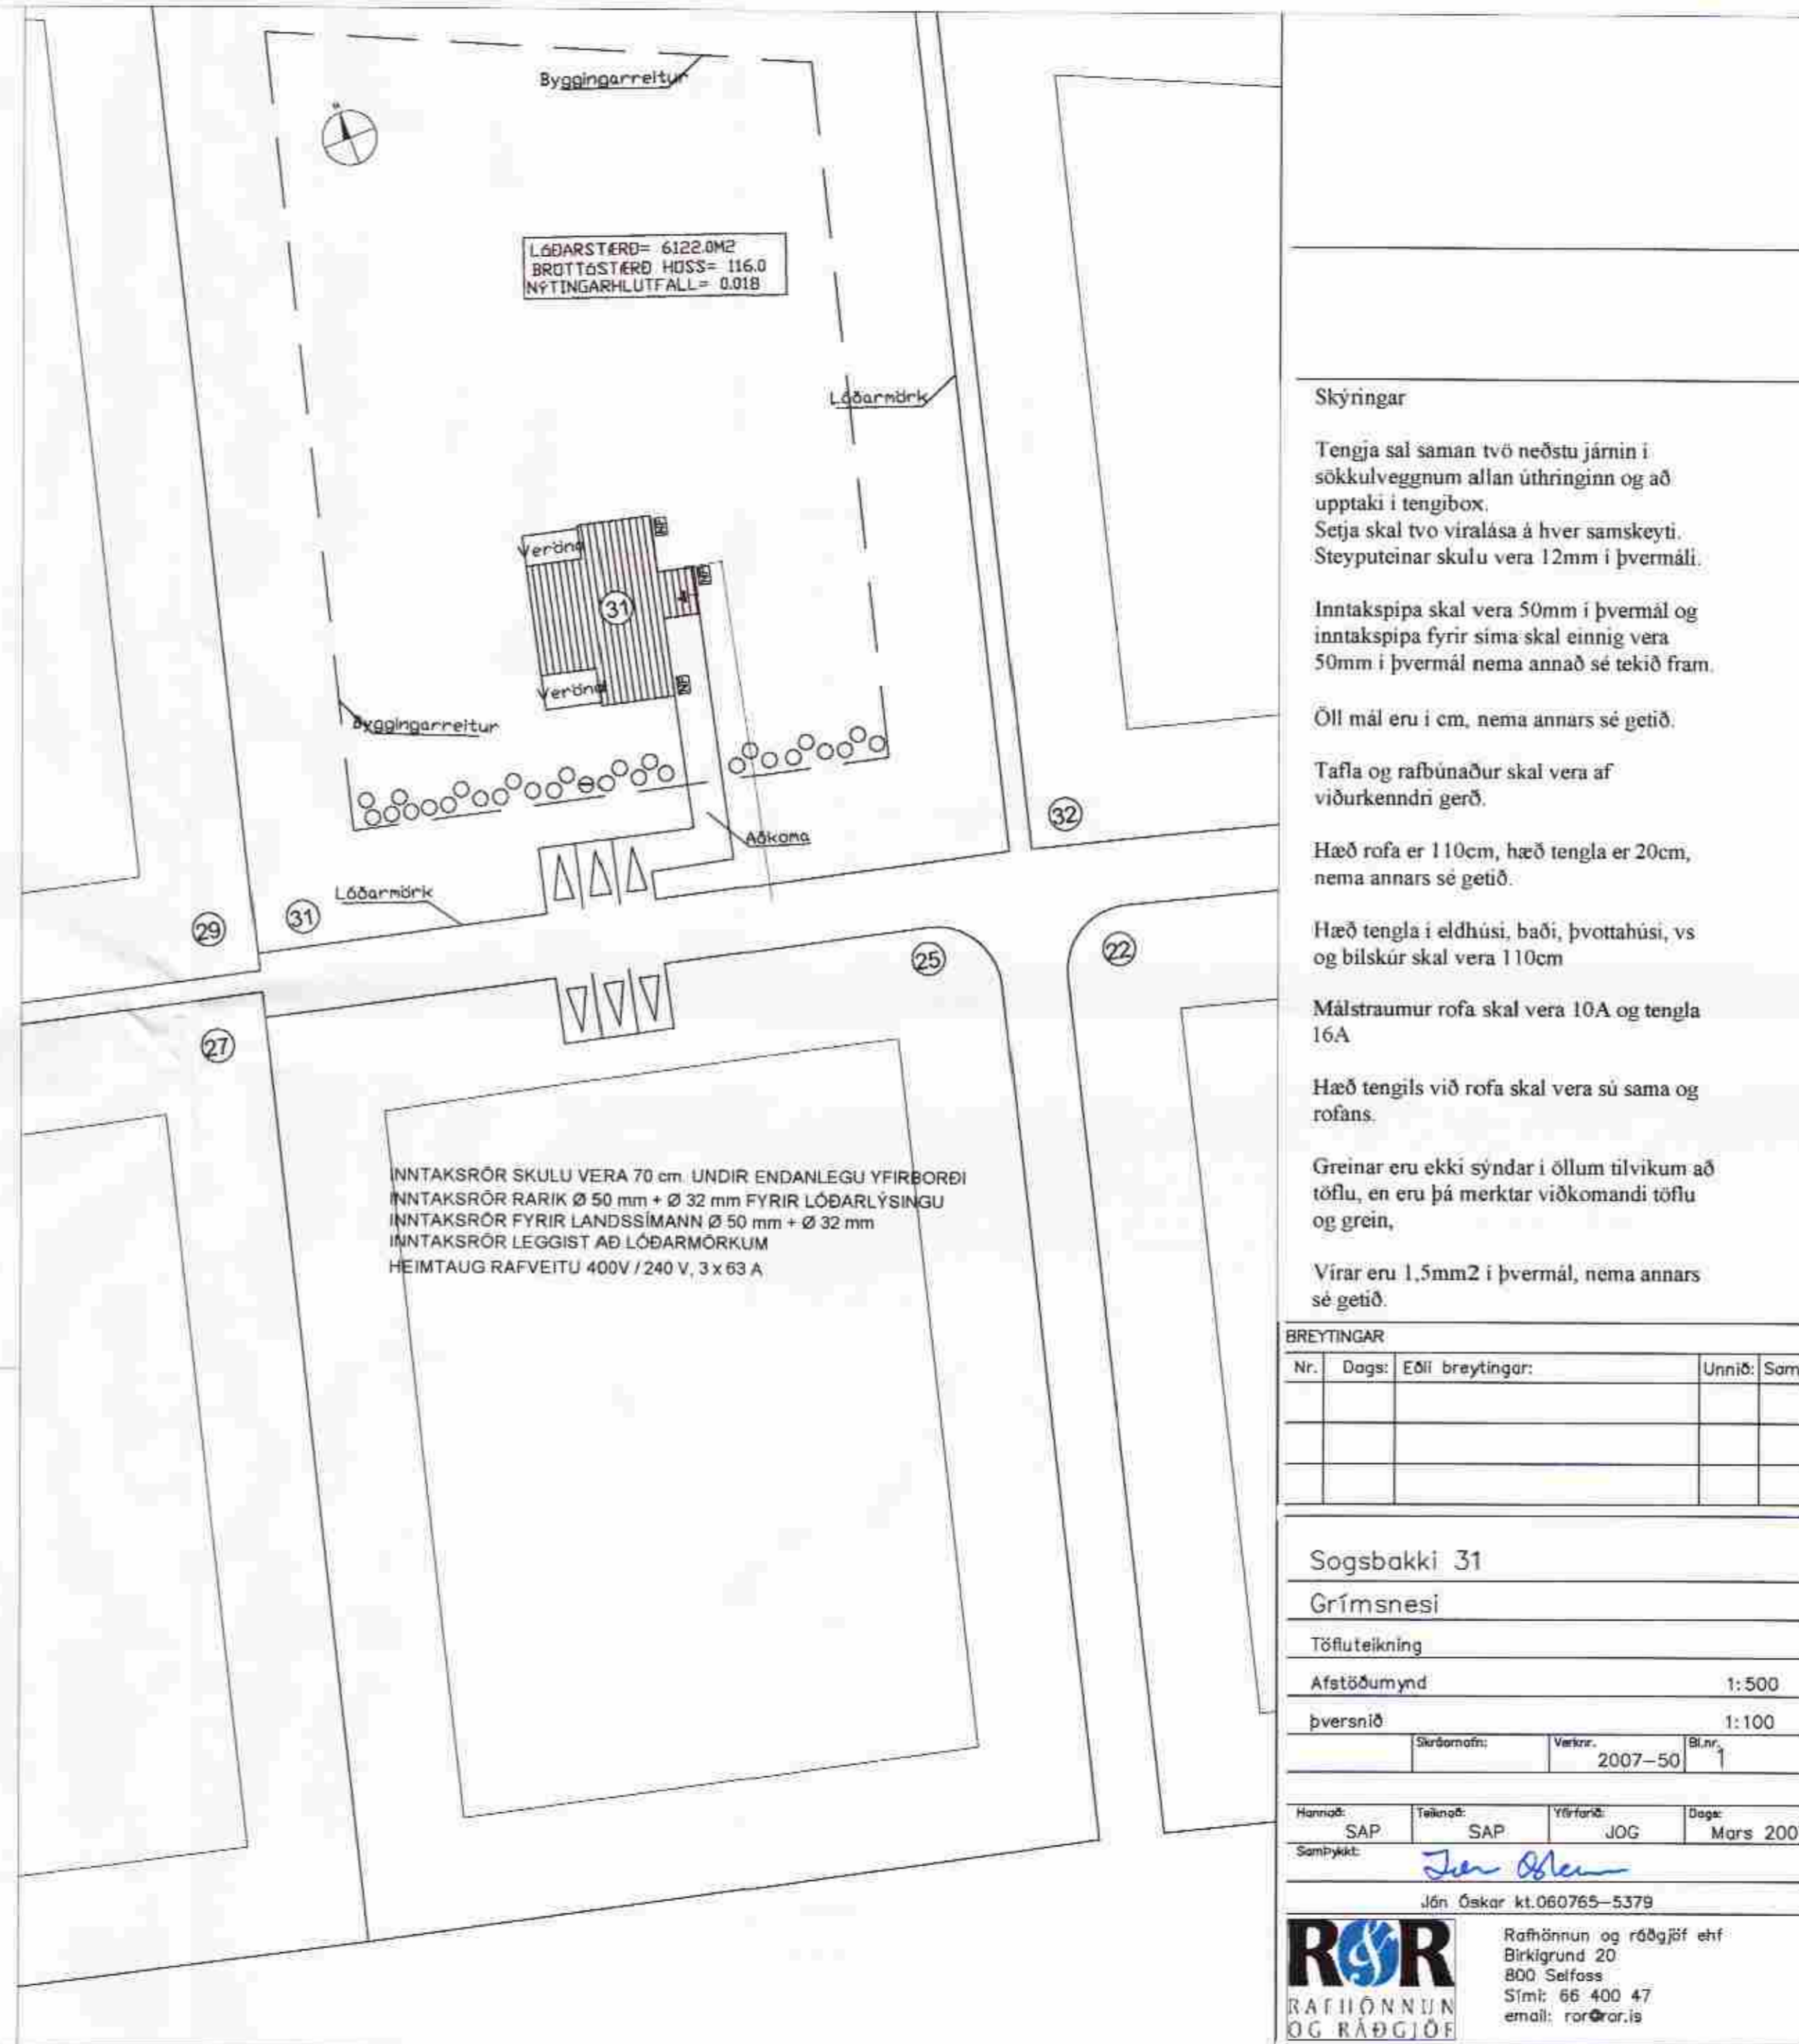 Byggingarreitur
N
LÓÐARSTÆRÐ= 6122.0M2
BRÚTTÓSTÆRÐ HÚSS= 116.0
NÝTINGARHLUTFALL= 0.018
Lóðarmörk
Verönd
31
Verönd
Byggingarreitur
Aðkoma
32
Lóðarmörk
31
29
25
22
27
INNTAKSRÖR SKULU VERA 70 cm. UNDIR ENDANLEGU YFIRBORÐI
INNTAKSRÖR RARIK Ø 50 mm + Ø 32 mm FYRIR LÓÐARLÝSINGU
INNTAKSRÖR FYRIR LANDSSÍMANN Ø 50 mm + Ø 32 mm
INNTAKSRÖR LEGGIST AÐ LÓÐARMÖRKUM
HEIMTAUG RAFVEITU 400V / 240 V, 3 x 63 A
Skýringar
Tengja sal saman tvö neðstu járnin í
sökkulveggnum allan úthringinn og að
upptaki í tengibox.
Setja skal tvo víralása á hver samskeyti.
Steyputeinar skulu vera 12mm í þvermáli.
Inntakspípa skal vera 50mm í þvermál og
inntakspípa fyrir síma skal einnig vera
50mm í þvermál nema annað sé tekið fram.
Öll mál eru í cm, nema annars sé getið.
Tafla og rafbúnaður skal vera af
viðurkenndri gerð.
Hæð rofa er 110cm, hæð tengla er 20cm,
nema annars sé getið.
Hæð tengla í eldhúsi, baði, þvottahúsi, vs
og bílskúr skal vera 110cm
Málstraumur rofa skal vera 10A og tengla
16A
Hæð tengils við rofa skal vera sú sama og
rofans.
Greinar eru ekki sýndar í öllum tilvikum að
töflu, en eru þá merktar viðkomandi töflu
og grein,
Vírar eru 1,5mm2 í þvermál, nema annars
sé getið.
BREYTINGAR
Nr. Dags: Eðli breytingar: Unnið: Sam
Sogsbakki 31
Grímsnesi
Töfluteikning
Afstöðumynd 1:500
þversnið 1:100
Skráarnafn: Verknr. Bl.nr.
2007-50 1
Hannað: Teiknað: Yfirfarið: Dags:
SAP SAP JOG Mars 200
Samþykkt:
Jón Óskar kt.060765-5379
R&R
RAFHÖNNUN
OG RÁÐGJÖF
Rafhönnun og ráðgjöf ehf
Birkigrund 20
800 Selfoss
Sími: 66 400 47
email: ror@ror.is